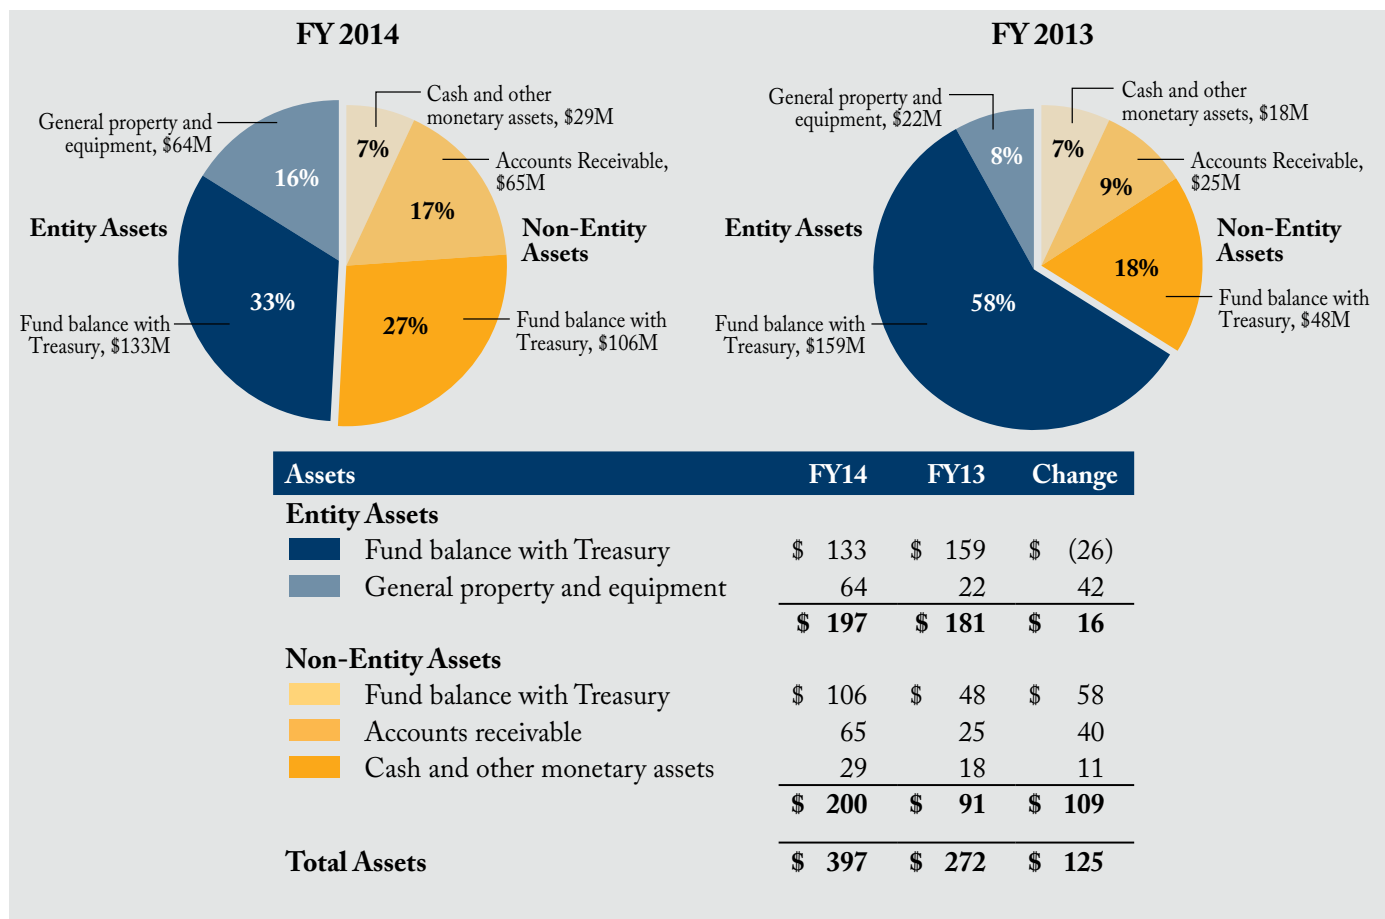 FY 2014
General property and
equipment, $64M
Cash and other
monetary assets, $29M
16%
7%
Accounts Receivable,
$65M
17%
Entity Assets
Non-Entity
Assets
33%
27%
Fund balance with
Treasury, $133M
Fund balance with
Treasury, $106M
FY 2013
General property and
equipment, $22M
Cash and other
monetary assets, $18M
8%
7%
Accounts Receivable,
$25M
9%
Entity Assets
Non-Entity
Assets
58%
18%
Fund balance with
Treasury, $159M
Fund balance with
Treasury, $48M
Assets FY14 FY13 Change
Entity Assets
Fund balance with Treasury $ 133 $ 159 $ (26)
General property and equipment 64 22 42
$ 197 $ 181 $ 16
Non-Entity Assets
Fund balance with Treasury $ 106 $ 48 $ 58
Accounts receivable 65 25 40
Cash and other monetary assets 29 18 11
$ 200 $ 91 $ 109
Total Assets $ 397 $ 272 $ 125